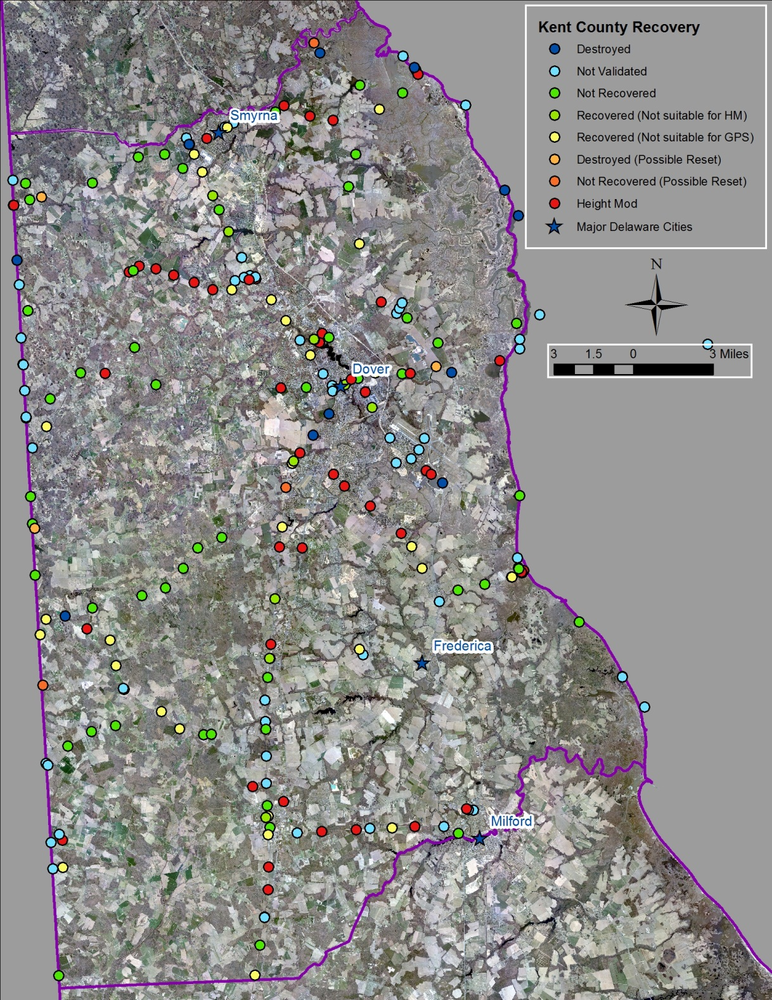 Kent County Recovery
Destroyed
Not Validated
Not Recovered
Recovered (Not suitable for HM)
Recovered (Not suitable for GPS)
Destroyed (Possible Reset)
Not Recovered (Possible Reset)
Height Mod
Major Delaware Cities
Smyrna
N
3 1.5 0 3 Miles
Dover
Frederica
Milford